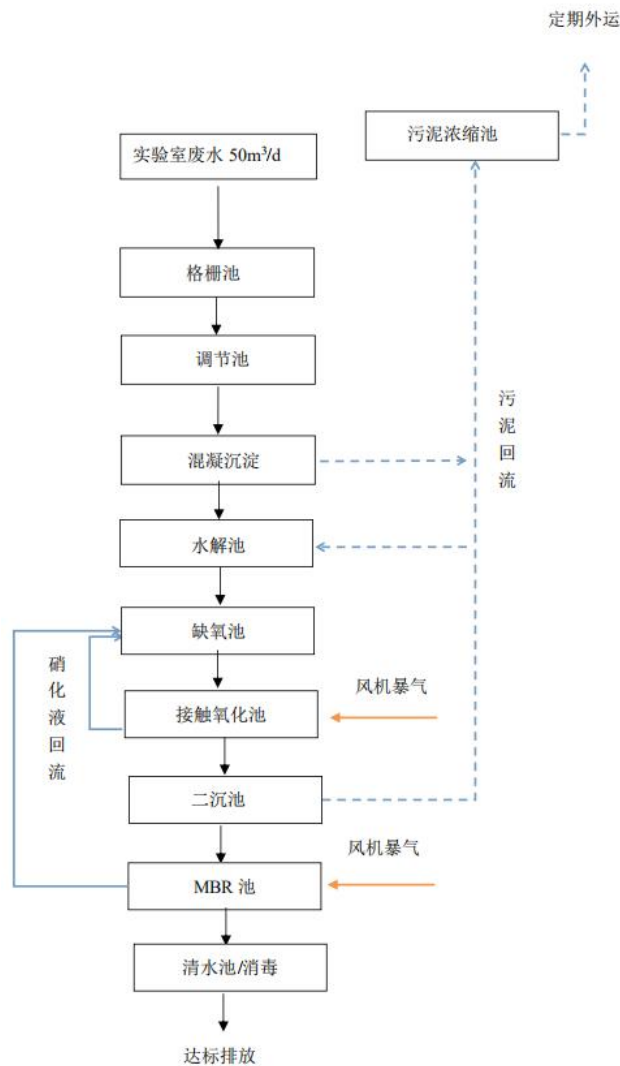 定期外运
污泥浓缩池
实验室废水 50m³/d
格栅池
调节池
混凝沉淀
污泥回流
水解池
缺氧池
硝化液回流
风机暴气
接触氧化池
二沉池
风机暴气
MBR 池
清水池/消毒
达标排放